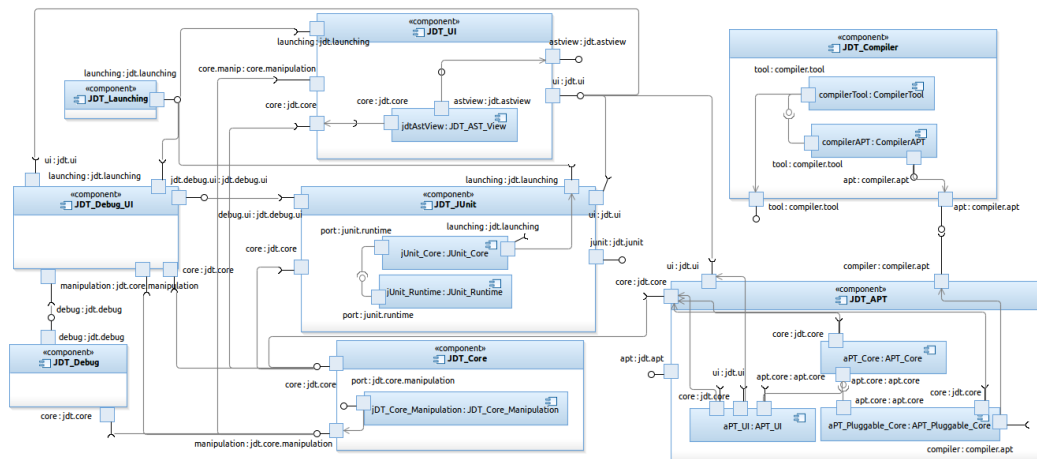 «component»
JDT_UI
launching : jdt.launching
core.manip : core.manipulation
core : jdt.core
core : jdt.core
astview : jdt.astview
jdtAstView : JDT_AST_View
astview : jdt.astview
ui : jdt.ui
launching : jdt.launching
«component»
JDT_Launching
ui : jdt.ui
launching : jdt.launching
«component»
JDT_Debug_UI
jdt.debug.ui : jdt.debug.ui
core : jdt.core
manipulation : jdt.core.manipulation
debug : jdt.debug
debug : jdt.debug
«component»
JDT_Debug
core : jdt.core
launching : jdt.launching
«component»
JDT_JUnit
debug.ui : jdt.debug.ui
ui : jdt.ui
port : junit.runtime
launching : jdt.launching
jUnit_Core : JUnit_Core
core : jdt.core
junit : jdt.junit
jUnit_Runtime : JUnit_Runtime
port : junit.runtime
«component»
JDT_Core
core : jdt.core
port : jdt.core.manipulation
jDT_Core_Manipulation : JDT_Core_Manipulation
manipulation : jdt.core.manipulation
«component»
JDT_Compiler
tool : compiler.tool
compilerTool : CompilerTool
compilerAPT : CompilerAPT
tool : compiler.tool
apt : compiler.apt
tool : compiler.tool
apt : compiler.apt
compiler : compiler.apt
ui : jdt.ui
core : jdt.core
«component»
JDT_APT
core : jdt.core
apt : jdt.apt
aPT_Core : APT_Core
ui : jdt.ui
apt.core : apt.core
apt.core : apt.core
core : jdt.core
core : jdt.core
apt.core : apt.core
aPT_UI : APT_UI
aPT_Pluggable_Core : APT_Pluggable_Core
compiler : compiler.apt